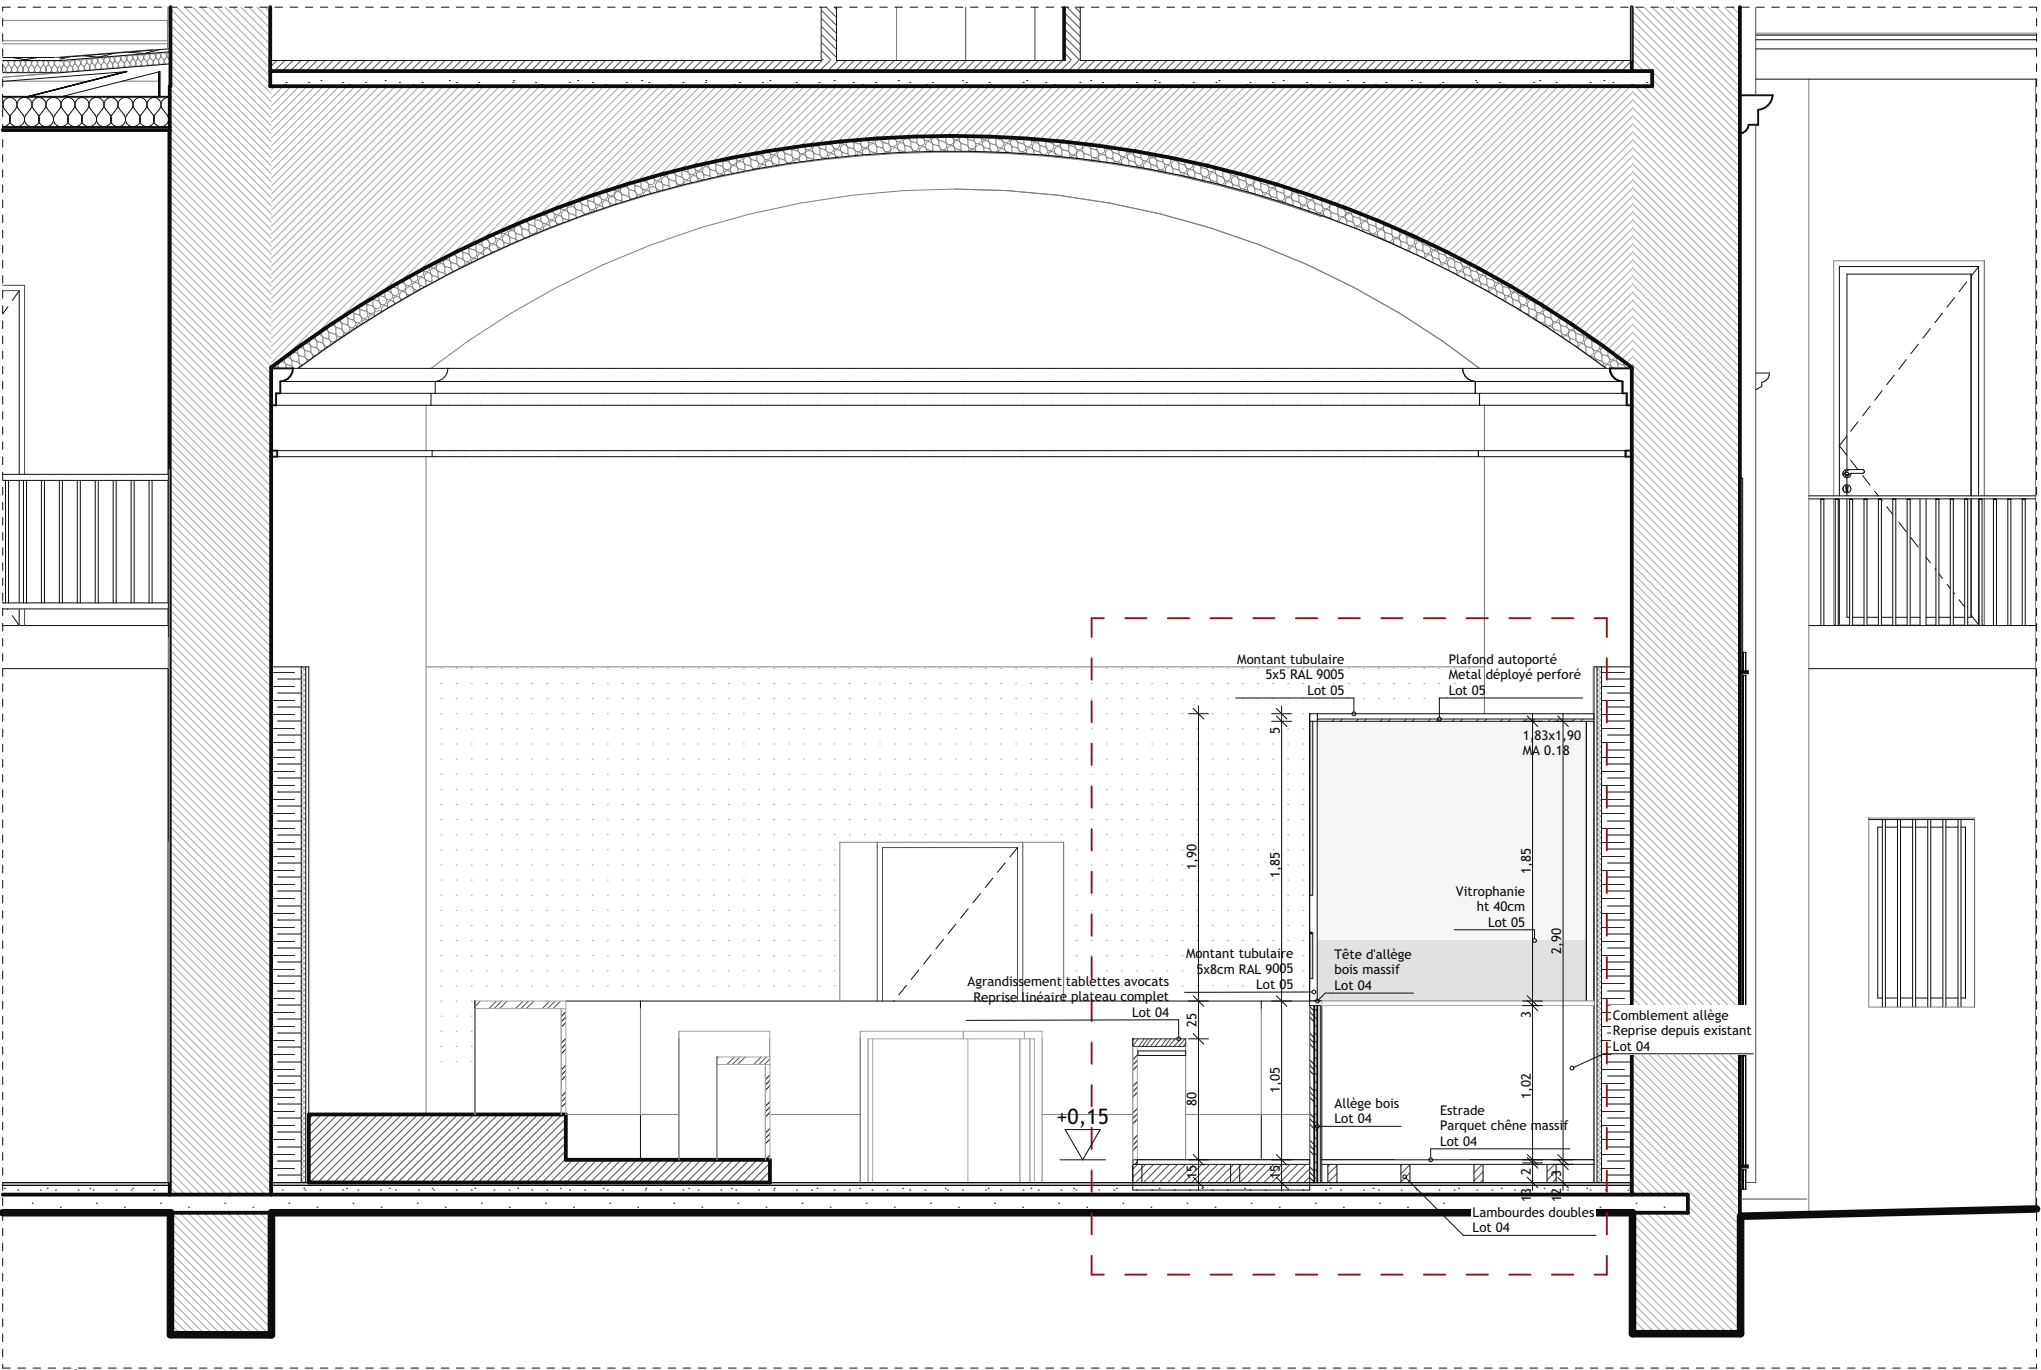 Montant tubulaire
5x5 RAL 9005
Lot 05
Plafond autoporté
Metal déployé perforé
Lot 05
5
1,83x1,90
MA 0.18
1,90
1,85
1,85
Vitrophanie
ht 40cm
Lot 05
2,90
Montant tubulaire
5x8cm RAL 9005
Lot 05
Tête d'allège
bois massif
Lot 04
Agrandissement tablettes avocats
Reprise linéaire plateau complet
Lot 04
25
3
Comblement allège
Reprise depuis existant
Lot 04
1,05
1,02
80
Allège bois
Lot 04
Estrade
Parquet chêne massif
Lot 04
+0,15
15
15
2
3
13
12
Lambourdes doubles
Lot 04